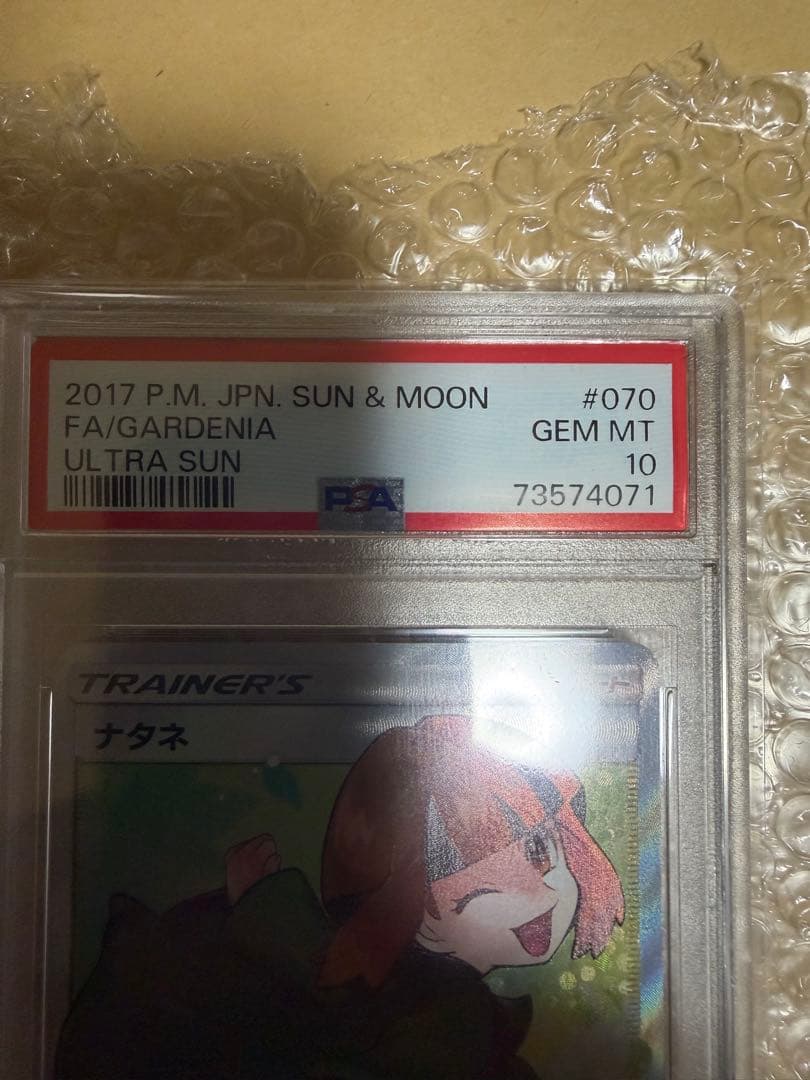 2017 P.M. JPN. SUN & MOON #070
FA/GARDENIA GEM MT
ULTRA SUN 10
PSA 73574071
TRAINER'S
ナタネ